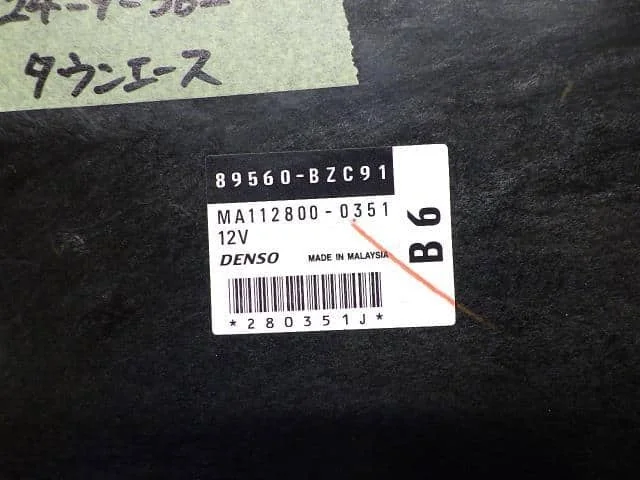 タウンエース
89560-BZC91
MA112800-0351
12V
B6
DENSO MADE IN MALAYSIA
*280351J*